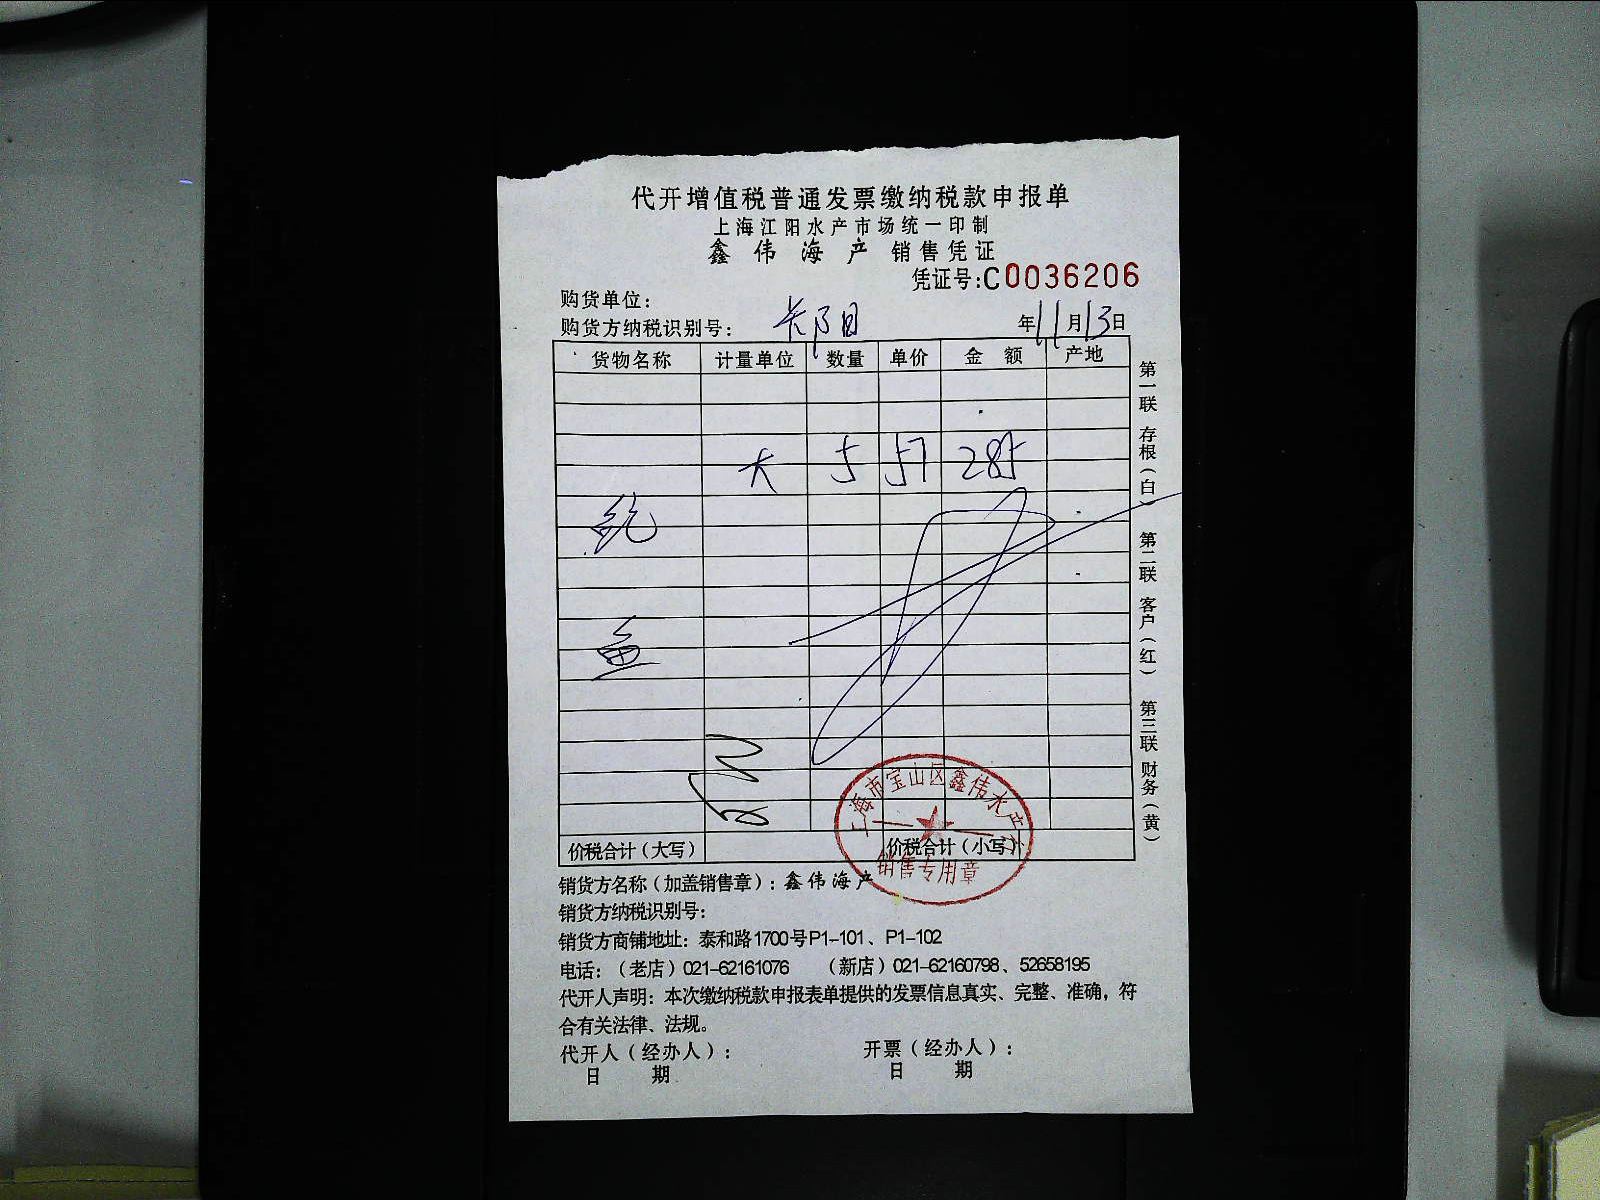 代开增值税普通发票缴纳税款申报单
上海江阳水产市场统一印制
鑫伟海产 销售凭证
凭证号:C0036206
购货单位：
购货方纳税识别号： 长阳 年11月13日
货物名称 计量单位 数量 单价 金额 产地
大 5 57 285
鱼
价税合计（大写） 价税合计（小写）
上海市宝山区鑫伟水产
销售专用章
销货方名称（加盖销售章）：鑫伟海产
销货方纳税识别号：
销货方商铺地址：泰和路1700号P1-101、P1-102
电话：（老店）021-62161076 （新店）021-62160798、52658195
代开人声明：本次缴纳税款申报表单提供的发票信息真实、完整、准确，符
合有关法律、法规。
代开人（经办人）： 开票（经办人）：
日 期 日 期
第一联 存根（白） 第二联 客户（红） 第三联 财务（黄）